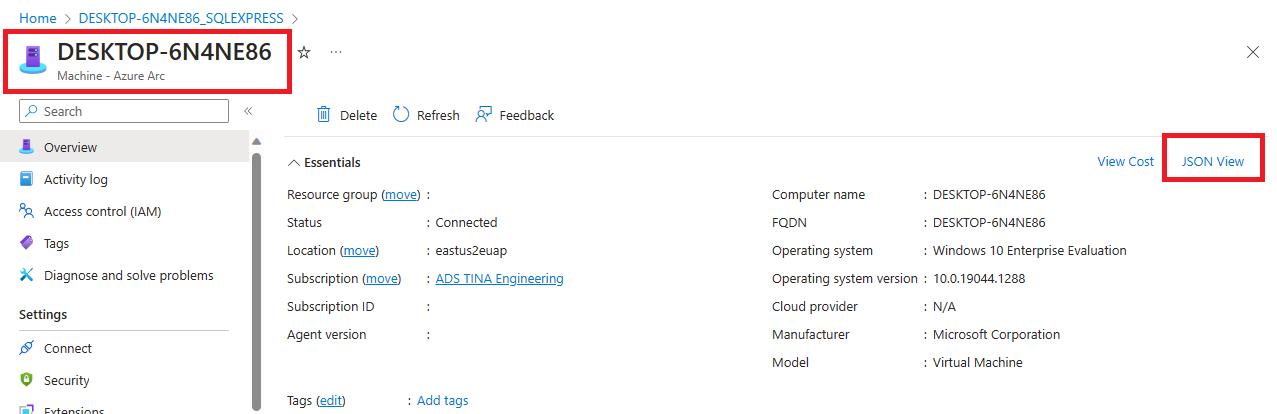 Home > DESKTOP-6N4NE86_SQLEXPRESS >
DESKTOP-6N4NE86 ☆ ···
Machine - Azure Arc
Search «
Delete Refresh Feedback
Overview
Activity log
Access control (IAM)
Tags
Diagnose and solve problems
Settings
Connect
Security
Extensions
Essentials
View Cost JSON View
Resource group (move) :
Status : Connected
Location (move) : eastus2euap
Subscription (move) : ADS TINA Engineering
Subscription ID :
Agent version :
Computer name : DESKTOP-6N4NE86
FQDN : DESKTOP-6N4NE86
Operating system : Windows 10 Enterprise Evaluation
Operating system version : 10.0.19044.1288
Cloud provider : N/A
Manufacturer : Microsoft Corporation
Model : Virtual Machine
Tags (edit) : Add tags